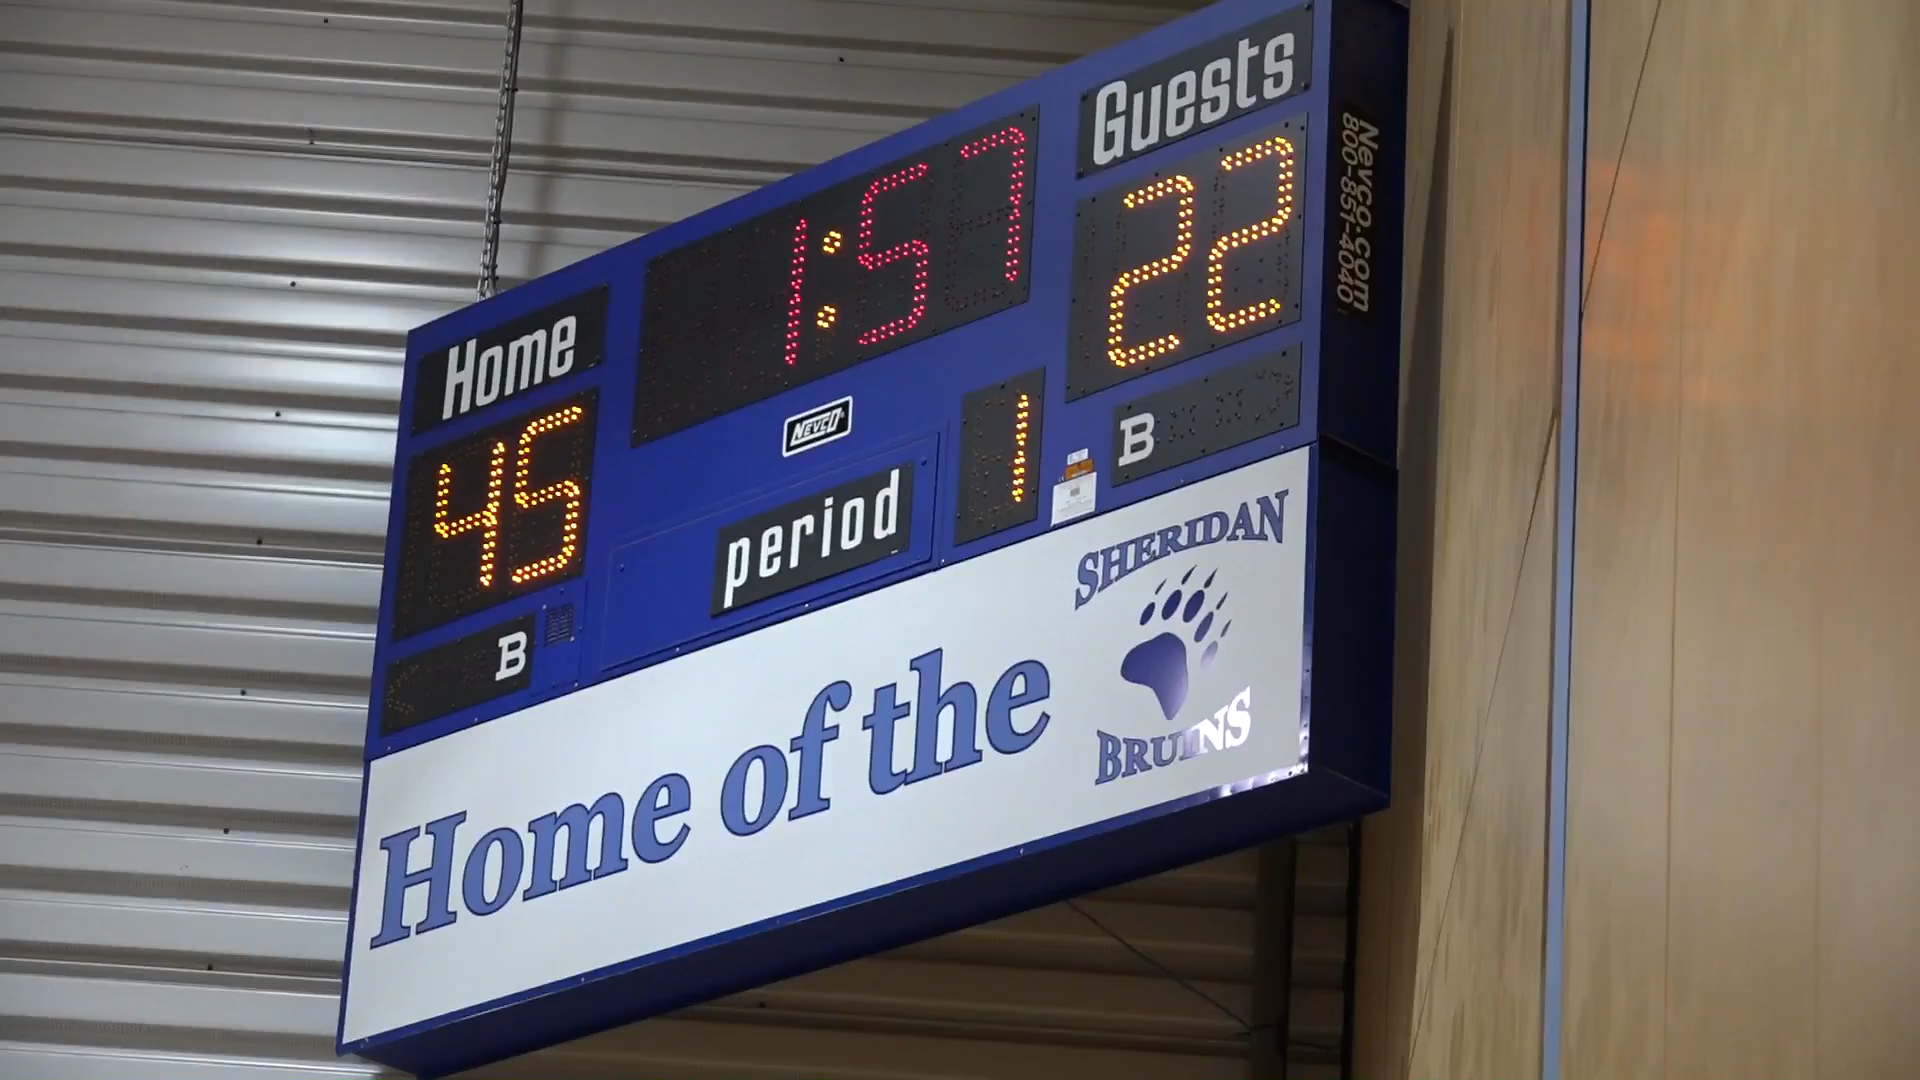 Guests
1:57
22
Home
45
NEVCO
1
period
B
B
SHERIDAN
BRUINS
Home of the
Nevco.com
800-851-4040